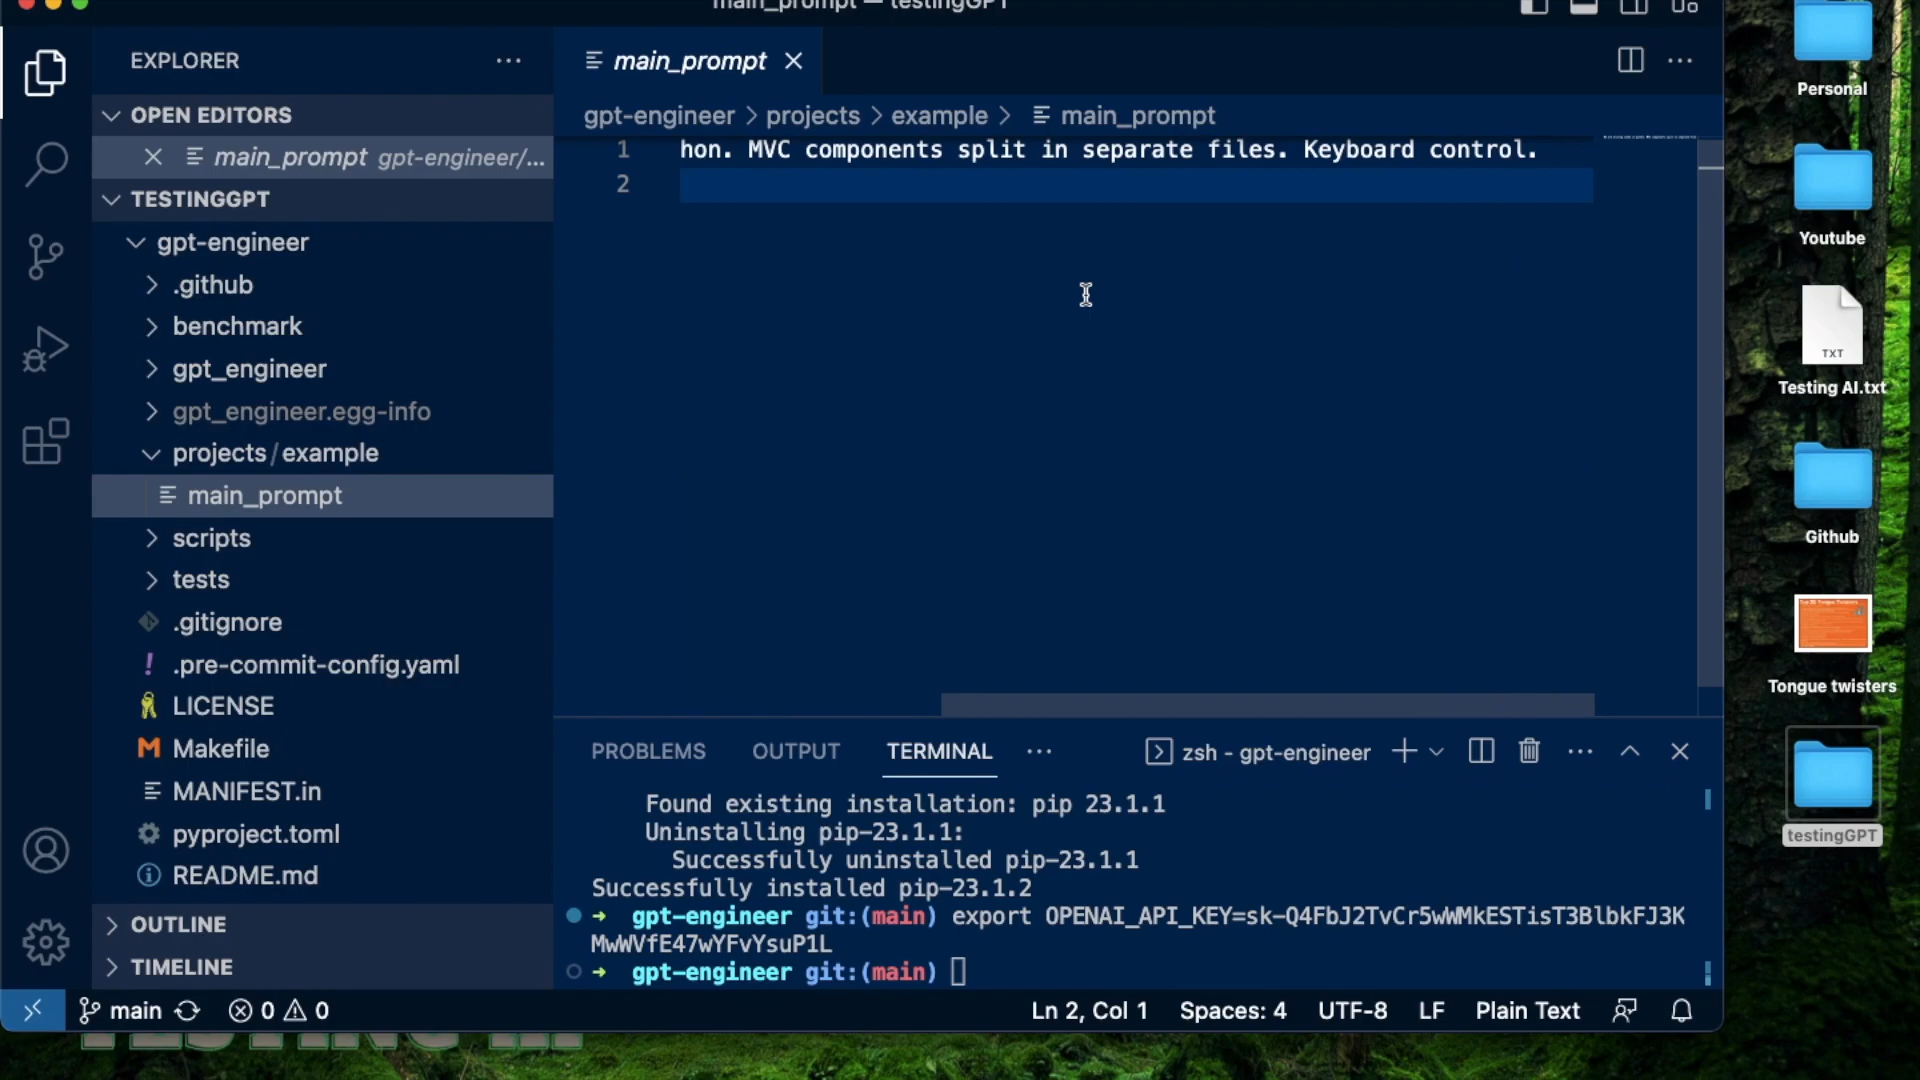 main_prompt — testingGPT
EXPLORER
OPEN EDITORS
main_prompt gpt-engineer/...
TESTINGGPT
gpt-engineer
.github
benchmark
gpt_engineer
gpt_engineer.egg-info
projects/example
main_prompt
scripts
tests
.gitignore
.pre-commit-config.yaml
LICENSE
Makefile
MANIFEST.in
pyproject.toml
README.md
OUTLINE
TIMELINE
main_prompt
gpt-engineer > projects > example > main_prompt
1 hon. MVC components split in separate files. Keyboard control.
2
PROBLEMS OUTPUT TERMINAL zsh - gpt-engineer
Found existing installation: pip 23.1.1
Uninstalling pip-23.1.1:
Successfully uninstalled pip-23.1.1
Successfully installed pip-23.1.2
→ gpt-engineer git:(main) export OPENAI_API_KEY=sk-Q4FbJ2TvCr5wWMkESTisT3BlbkFJ3K
MwWVfE47wYFvYsuP1L
→ gpt-engineer git:(main)
main 0 0 Ln 2, Col 1 Spaces: 4 UTF-8 LF Plain Text
Personal
Youtube
TXT
Testing AI.txt
Github
Tongue twisters
testingGPT